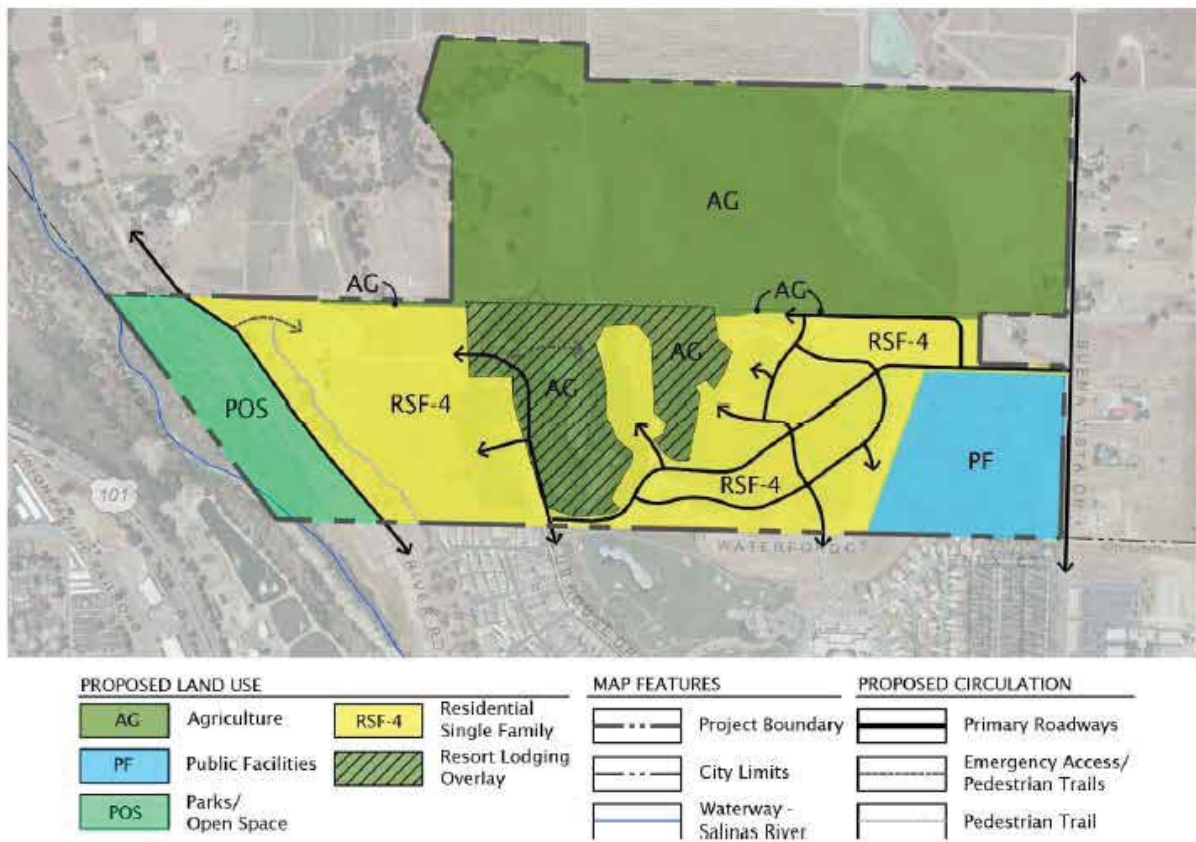 AG
AG
AG
RSF-4
AG
AG
RSF-4
POS
PF
RSF-4
101
WATERFORD CT
RIVER RD
BUENA VISTA DR
PROPOSED LAND USE
AG Agriculture
PF Public Facilities
POS Parks/
Open Space
RSF-4 Residential
Single Family
Resort Lodging
Overlay
MAP FEATURES
Project Boundary
City Limits
Waterway -
Salinas River
PROPOSED CIRCULATION
Primary Roadways
Emergency Access/
Pedestrian Trails
Pedestrian Trail